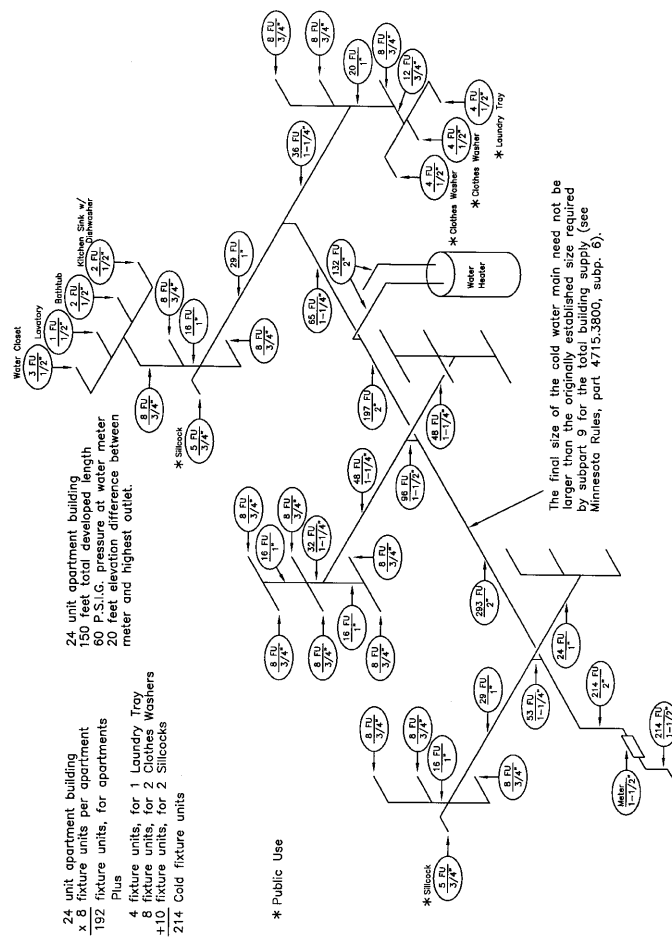 24 unit apartment building
x 8 fixture units per apartment
192 fixture units, for apartments
Plus
4 fixture units, for 1 Laundry Tray
8 fixture units, for 2 Clothes Washers
+10 fixture units, for 2 Sillcocks
214 Cold fixture units
24 unit apartment building
150 feet total developed length
60 P.S.I.G. pressure at water meter
20 feet elevation difference between
meter and highest outlet.
* Public Use
Water Closet
3 FU
1/2"
Lavatory
1 FU
1/2"
Bathtub
2 FU
1/2"
Kitchen Sink w/
Dishwasher
2 FU
1/2"
8 FU
3/4"
8 FU
3/4"
16 FU
1"
* Sillcock
5 FU
3/4"
8 FU
3/4"
29 FU
1"
36 FU
1-1/4"
8 FU
3/4"
8 FU
3/4"
20 FU
1"
8 FU
3/4"
12 FU
3/4"
4 FU
1/2"
* Clothes Washer
4 FU
1/2"
* Clothes Washer
4 FU
1/2"
* Laundry Tray
65 FU
1-1/4"
132 FU
2"
Water
Heater
197 FU
2"
48 FU
1-1/4"
96 FU
1-1/2"
48 FU
1-1/4"
8 FU
3/4"
8 FU
3/4"
16 FU
1"
8 FU
3/4"
8 FU
3/4"
32 FU
1-1/4"
8 FU
3/4"
16 FU
1"
8 FU
3/4"
293 FU
2"
The final size of the cold water main need not be
larger than the originally established size required
by subpart 9 for the total building supply (see
Minnesota Rules, part 4715.3800, subp. 6).
8 FU
3/4"
8 FU
3/4"
16 FU
1"
8 FU
3/4"
* Sillcock
5 FU
3/4"
29 FU
1"
53 FU
1-1/4"
24 FU
1"
214 FU
2"
Meter
1-1/2"
214 FU
1-1/2"